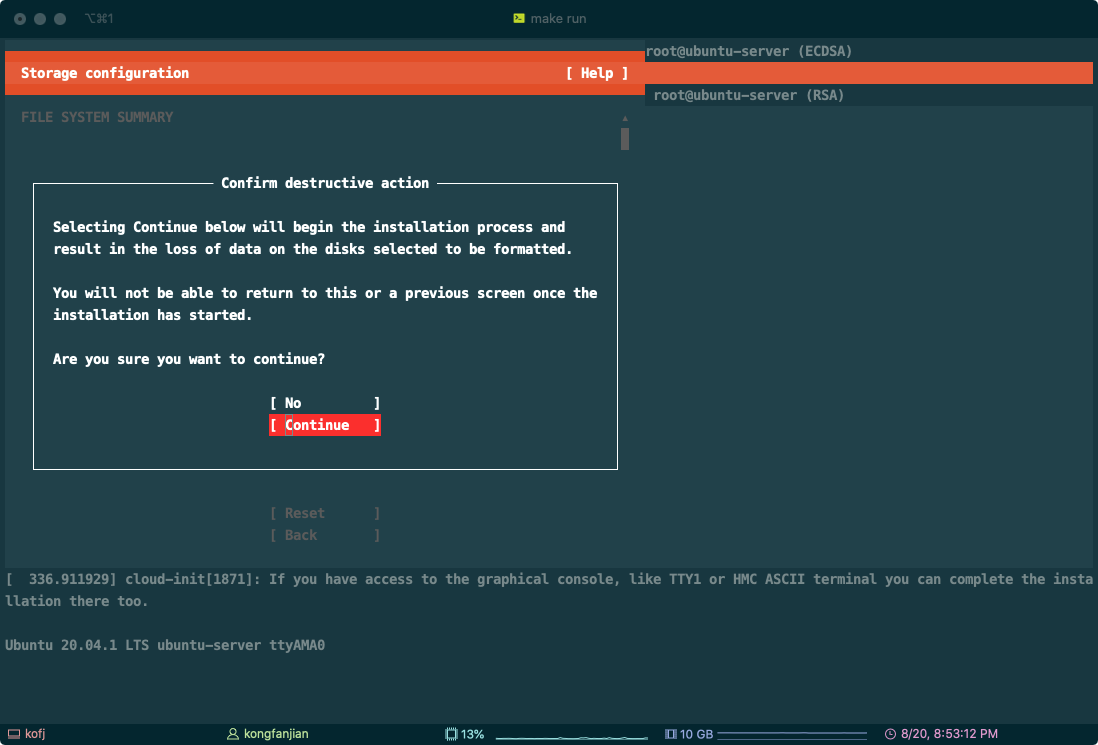 ⌥⌘1 make run
root@ubuntu-server (ECDSA)
Storage configuration [ Help ]
root@ubuntu-server (RSA)
FILE SYSTEM SUMMARY
Confirm destructive action
Selecting Continue below will begin the installation process and
result in the loss of data on the disks selected to be formatted.
You will not be able to return to this or a previous screen once the
installation has started.
Are you sure you want to continue?
[ No ]
[ Continue ]
[ Reset ]
[ Back ]
[ 336.911929] cloud-init[1871]: If you have access to the graphical console, like TTY1 or HMC ASCII terminal you can complete the insta
llation there too.
Ubuntu 20.04.1 LTS ubuntu-server ttyAMA0
kofj kongfanjian 13% 10 GB 8/20, 8:53:12 PM